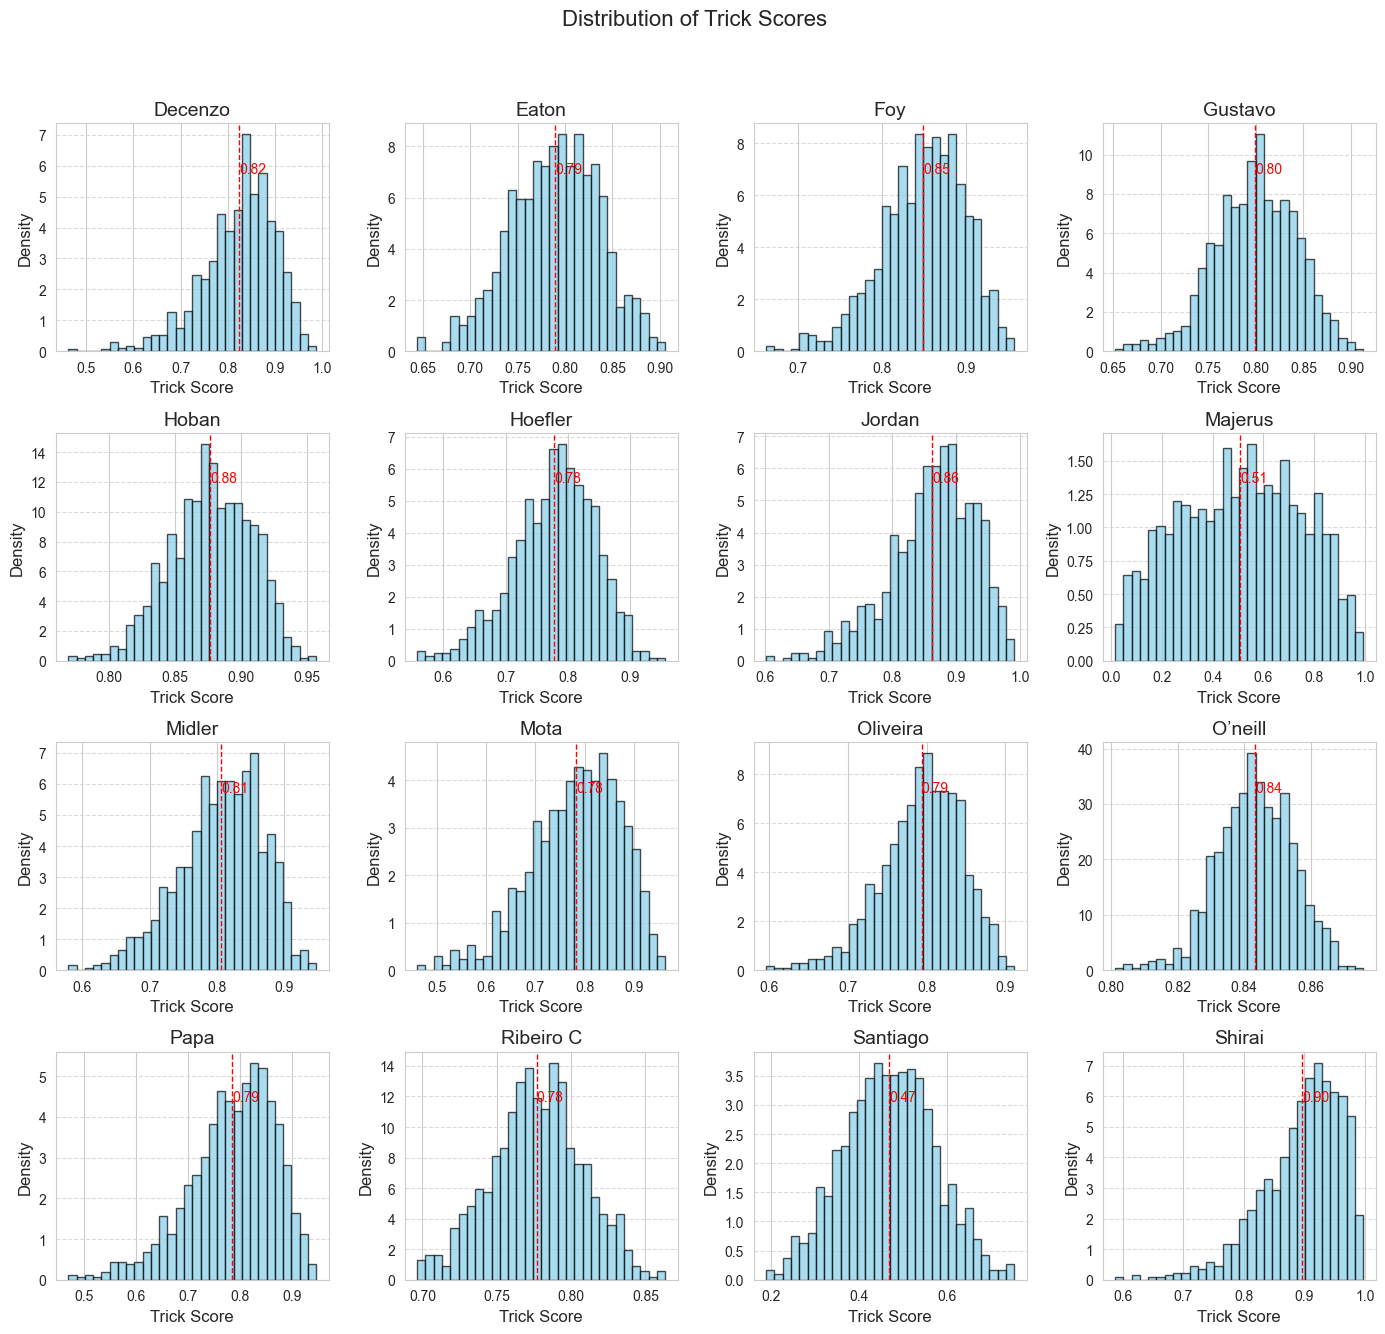 Distribution of Trick Scores
Decenzo
Eaton
Foy
Gustavo
Density
7
6
5
4
3
2
1
0
0.82
0.5 0.6 0.7 0.8 0.9 1.0
Trick Score
Density
8
6
4
2
0
0.79
0.65 0.70 0.75 0.80 0.85 0.90
Trick Score
Density
8
6
4
2
0
0.85
0.7 0.8 0.9
Trick Score
Density
10
8
6
4
2
0
0.80
0.65 0.70 0.75 0.80 0.85 0.90
Trick Score
Hoban
Hoefler
Jordan
Majerus
Density
14
12
10
8
6
4
2
0
0.88
0.80 0.85 0.90 0.95
Trick Score
Density
7
6
5
4
3
2
1
0
0.78
0.6 0.7 0.8 0.9
Trick Score
Density
7
6
5
4
3
2
1
0
0.86
0.6 0.7 0.8 0.9 1.0
Trick Score
Density
1.50
1.25
1.00
0.75
0.50
0.25
0.00
0.51
0.0 0.2 0.4 0.6 0.8 1.0
Trick Score
Midler
Mota
Oliveira
O’neill
Density
7
6
5
4
3
2
1
0
0.81
0.6 0.7 0.8 0.9
Trick Score
Density
4
3
2
1
0
0.78
0.5 0.6 0.7 0.8 0.9
Trick Score
Density
8
6
4
2
0
0.79
0.6 0.7 0.8 0.9
Trick Score
Density
40
30
20
10
0
0.84
0.80 0.82 0.84 0.86
Trick Score
Papa
Ribeiro C
Santiago
Shirai
Density
5
4
3
2
1
0
0.79
0.5 0.6 0.7 0.8 0.9
Trick Score
Density
14
12
10
8
6
4
2
0
0.78
0.70 0.75 0.80 0.85
Trick Score
Density
3.5
3.0
2.5
2.0
1.5
1.0
0.5
0.0
0.47
0.2 0.4 0.6
Trick Score
Density
7
6
5
4
3
2
1
0
0.90
0.6 0.7 0.8 0.9 1.0
Trick Score